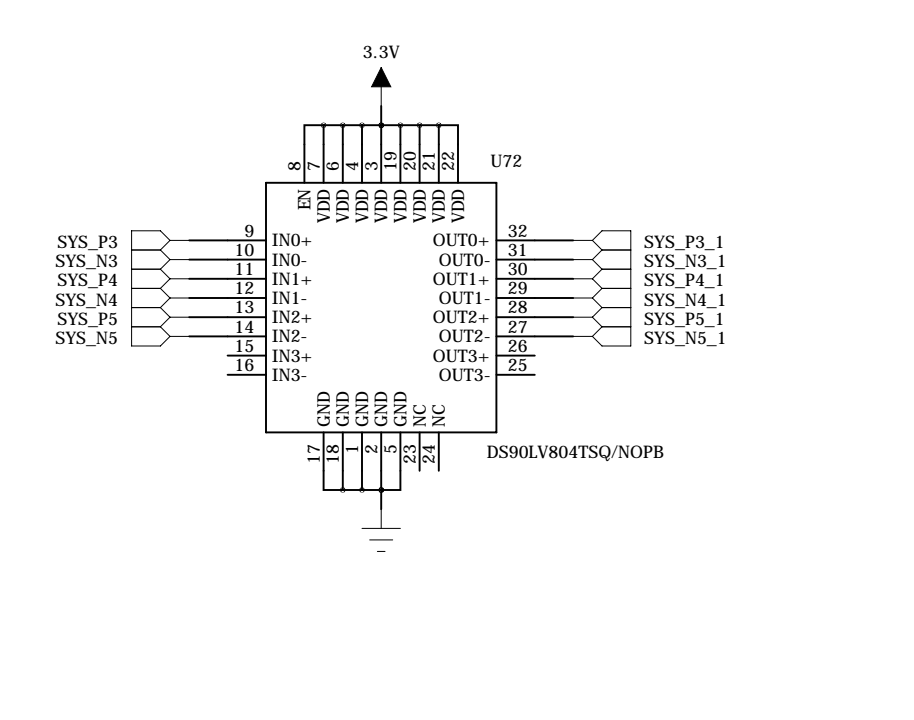 3.3V
U72
8 7 6 4 3 19 20 21 22
EN VDD VDD VDD VDD VDD VDD VDD VDD
SYS_P3 9 IN0+ OUT0+ 32 SYS_P3_1
SYS_N3 10 IN0- OUT0- 31 SYS_N3_1
SYS_P4 11 IN1+ OUT1+ 30 SYS_P4_1
SYS_N4 12 IN1- OUT1- 29 SYS_N4_1
SYS_P5 13 IN2+ OUT2+ 28 SYS_P5_1
SYS_N5 14 IN2- OUT2- 27 SYS_N5_1
15 IN3+ OUT3+ 26
16 IN3- OUT3- 25
GND GND GND GND GND NC NC
17 18 1 2 5 23 24
DS90LV804TSQ/NOPB